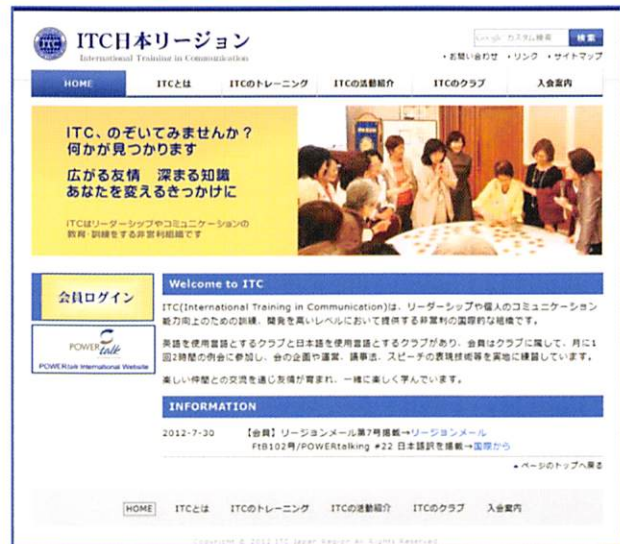 ITC
ITC日本リージョン
International Training in Communication
Google カスタム検索
検索
・お問い合わせ ・リンク ・サイトマップ
HOME ITCとは ITCのトレーニング ITCの活動紹介 ITCのクラブ 入会案内
ITC、のぞいてみませんか?
何かが見つかります
広がる友情 深まる知識
あなたを変えるきっかけに
ITCはリーダーシップやコミュニケーションの
教育・訓練をする非営利組織です
会員ログイン
POWERtalk
POWERtalk International Website
Welcome to ITC
ITC(International Training in Communication)は、リーダーシップや個人のコミュニケーション
能力向上のための訓練、開発を高いレベルにおいて提供する非営利の国際的な組織です。
英語を使用言語とするクラブと日本語を使用言語とするクラブがあり、会員はクラブに属して、月に1
回2時間の例会に参加し、会の企画や運営、議事法、スピーチの表現技術等を実地に練習しています。
楽しい仲間との交流を通じ友情が育まれ、一緒に楽しく学んでいます。
INFORMATION
2012-7-30 【会員】リージョンメール第7号掲載→リージョンメール
FtB102号/POWERtalking #22 日本語訳を掲載→国際から
▲ページのトップへ戻る
HOME ITCとは ITCのトレーニング ITCの活動紹介 ITCのクラブ 入会案内
Copyright © 2012 ITC Japan Region All Rights Reserved